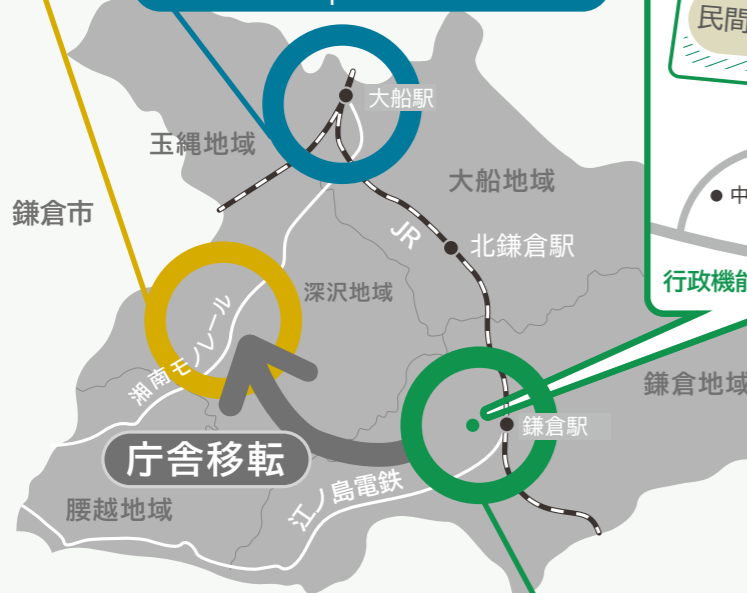 民間
大船駅
玉縄地域
大船地域
● 中
鎌倉市
JR
北鎌倉駅
行政機能
深沢地域
湘南モノレール
鎌倉地域
鎌倉駅
庁舎移転
江ノ島電鉄
腰越地域